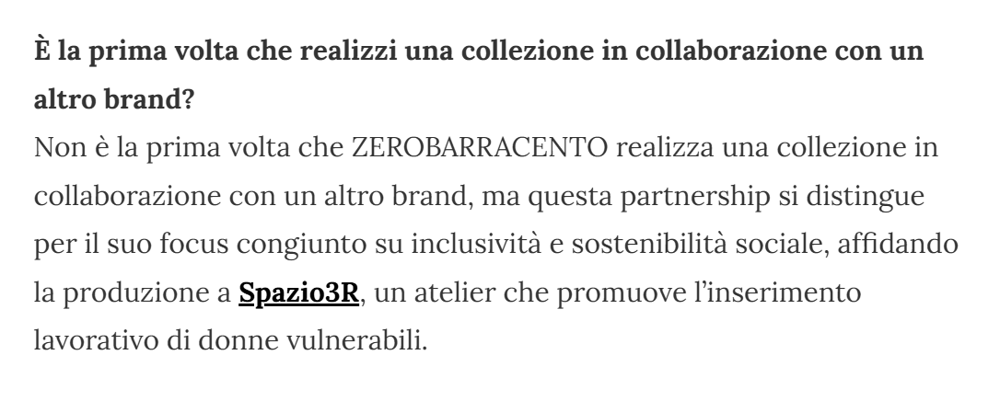 È la prima volta che realizzi una collezione in collaborazione con un
altro brand?
Non è la prima volta che ZEROBARRACENTO realizza una collezione in
collaborazione con un altro brand, ma questa partnership si distingue
per il suo focus congiunto su inclusività e sostenibilità sociale, affidando
la produzione a Spazio3R, un atelier che promuove l’inserimento
lavorativo di donne vulnerabili.